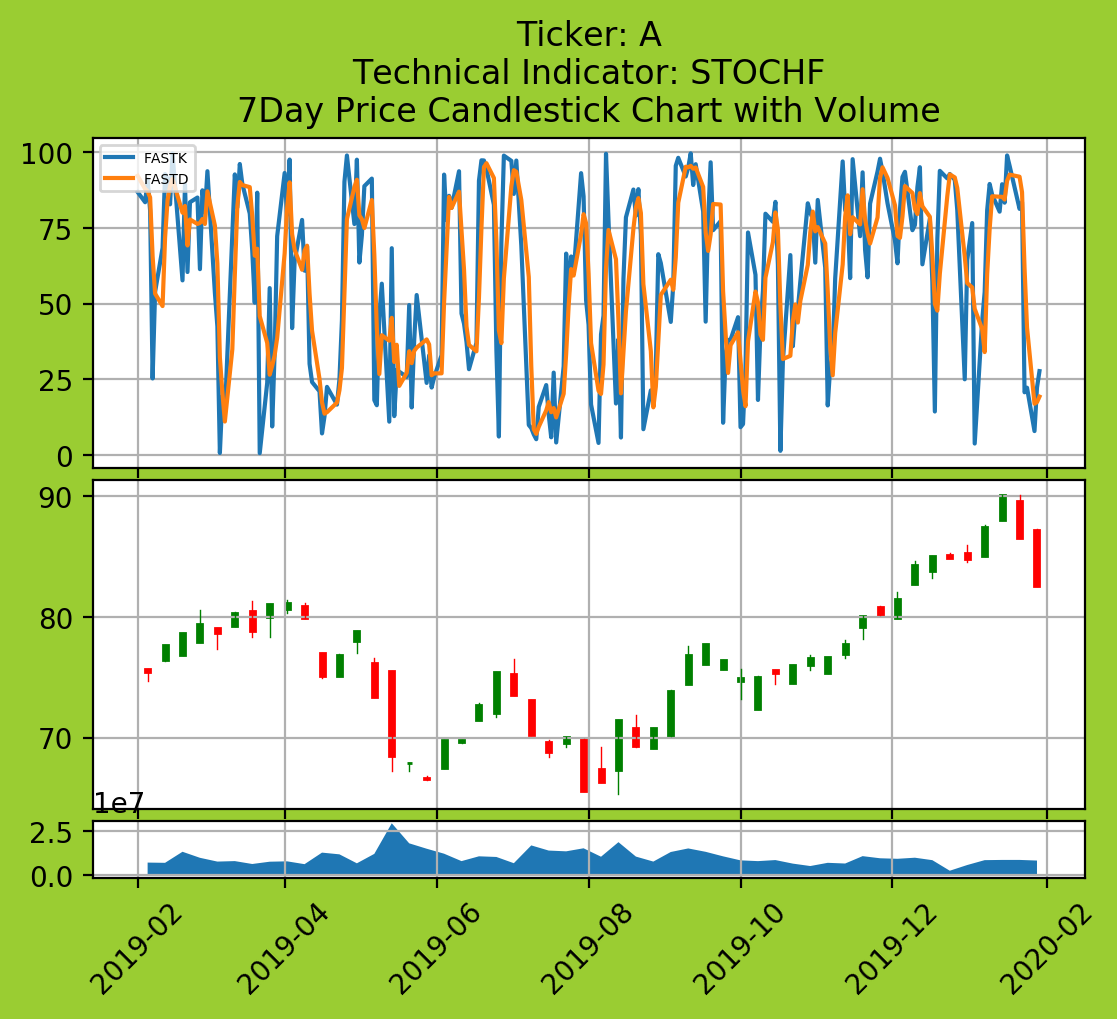 Ticker: A
Technical Indicator: STOCHF
7Day Price Candlestick Chart with Volume
100
75
50
25
0
FASTK
FASTD
90
80
70
1e7
2.5
0.0
2019-02
2019-04
2019-06
2019-08
2019-10
2019-12
2020-02